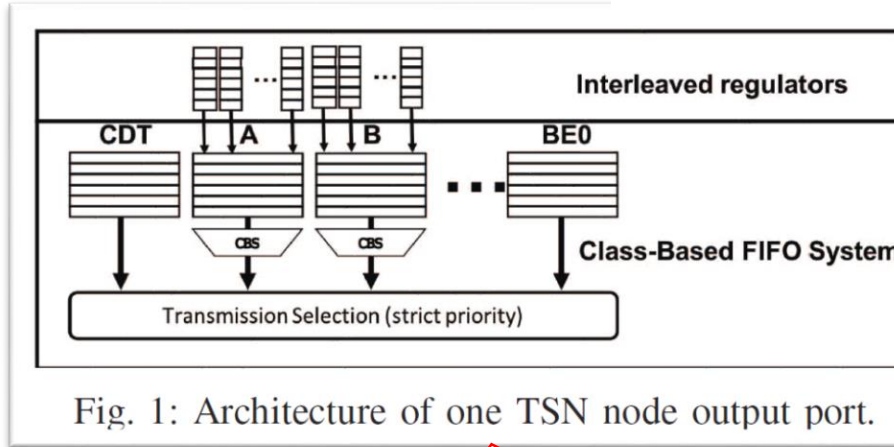 Interleaved regulators
CDT A B BE0
CBS CBS
Class-Based FIFO System
Transmission Selection (strict priority)
Fig. 1: Architecture of one TSN node output port.